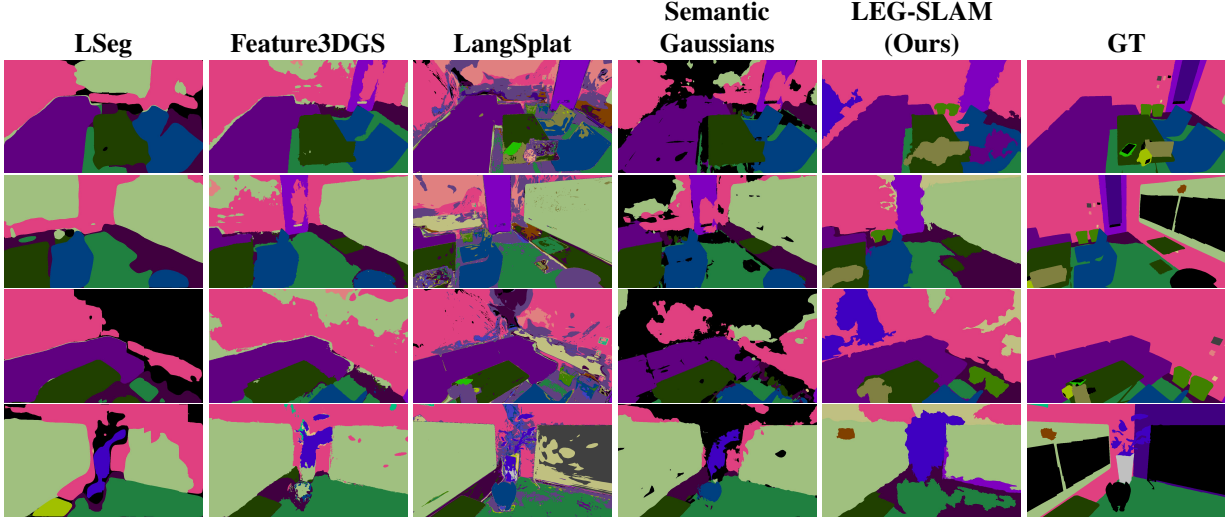 LSeg
Feature3DGS
LangSplat
Semantic
Gaussians
LEG-SLAM
(Ours)
GT